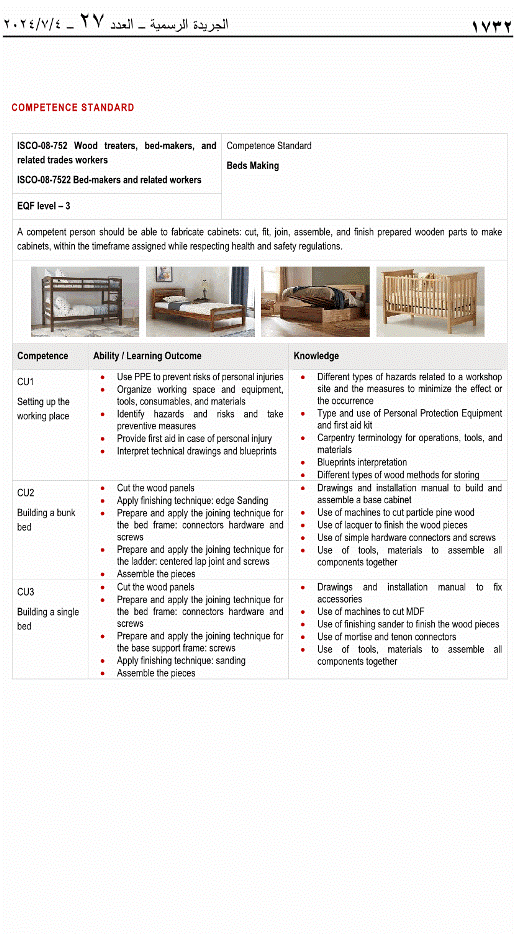 ١٧٣٢ الجريدة الرسمية – العدد ٢٧ – ٢٠٢٤/٧/٤
COMPETENCE STANDARD
ISCO-08-752 Wood treaters, bed-makers, and
related trades workers
ISCO-08-7522 Bed-makers and related workers
EQF level – 3
Competence Standard
Beds Making
A competent person should be able to fabricate cabinets: cut, fit, join, assemble, and finish prepared wooden parts to make
cabinets, within the timeframe assigned while respecting health and safety regulations.
Competence Ability / Learning Outcome Knowledge
CU1
Setting up the
working place
• Use PPE to prevent risks of personal injuries
• Organize working space and equipment,
tools, consumables, and materials
• Identify hazards and risks and take
preventive measures
• Provide first aid in case of personal injury
• Interpret technical drawings and blueprints
• Different types of hazards related to a workshop
site and the measures to minimize the effect or
the occurrence
• Type and use of Personal Protection Equipment
and first aid kit
• Carpentry terminology for operations, tools, and
materials
• Blueprints interpretation
• Different types of wood methods for storing
CU2
Building a bunk
bed
• Cut the wood panels
• Apply finishing technique: edge Sanding
• Prepare and apply the joining technique for
the bed frame: connectors hardware and
screws
• Prepare and apply the joining technique for
the ladder: centered lap joint and screws
• Assemble the pieces
• Drawings and installation manual to build and
assemble a base cabinet
• Use of machines to cut particle pine wood
• Use of lacquer to finish the wood pieces
• Use of simple hardware connectors and screws
• Use of tools, materials to assemble all
components together
CU3
Building a single
bed
• Cut the wood panels
• Prepare and apply the joining technique for
the bed frame: connectors hardware and
screws
• Prepare and apply the joining technique for
the base support frame: screws
• Apply finishing technique: sanding
• Assemble the pieces
• Drawings and installation manual to fix
accessories
• Use of machines to cut MDF
• Use of finishing sander to finish the wood pieces
• Use of mortise and tenon connectors
• Use of tools, materials to assemble all
components together